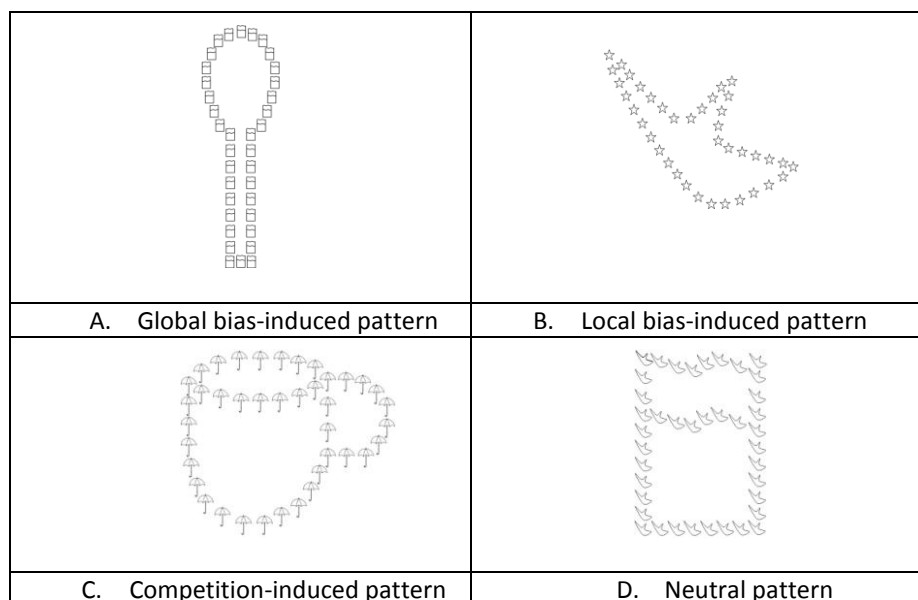 A. Global bias-induced pattern
B. Local bias-induced pattern
C. Competition-induced pattern
D. Neutral pattern